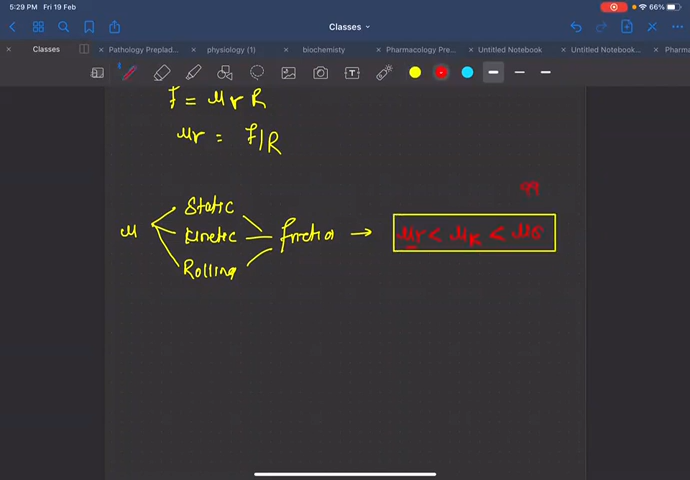 5:29 PM Fri 19 Feb
66%
Classes
Classes
Pathology Preplad...
physiology (1)
biochemisty
Pharmacology Pre...
Untitled Notebook
Untitled Notebook...
Pharma
f = μr R
μr = f/R
99
μ
Static
Kinetic
Rolling
friction → μr < μk < μs